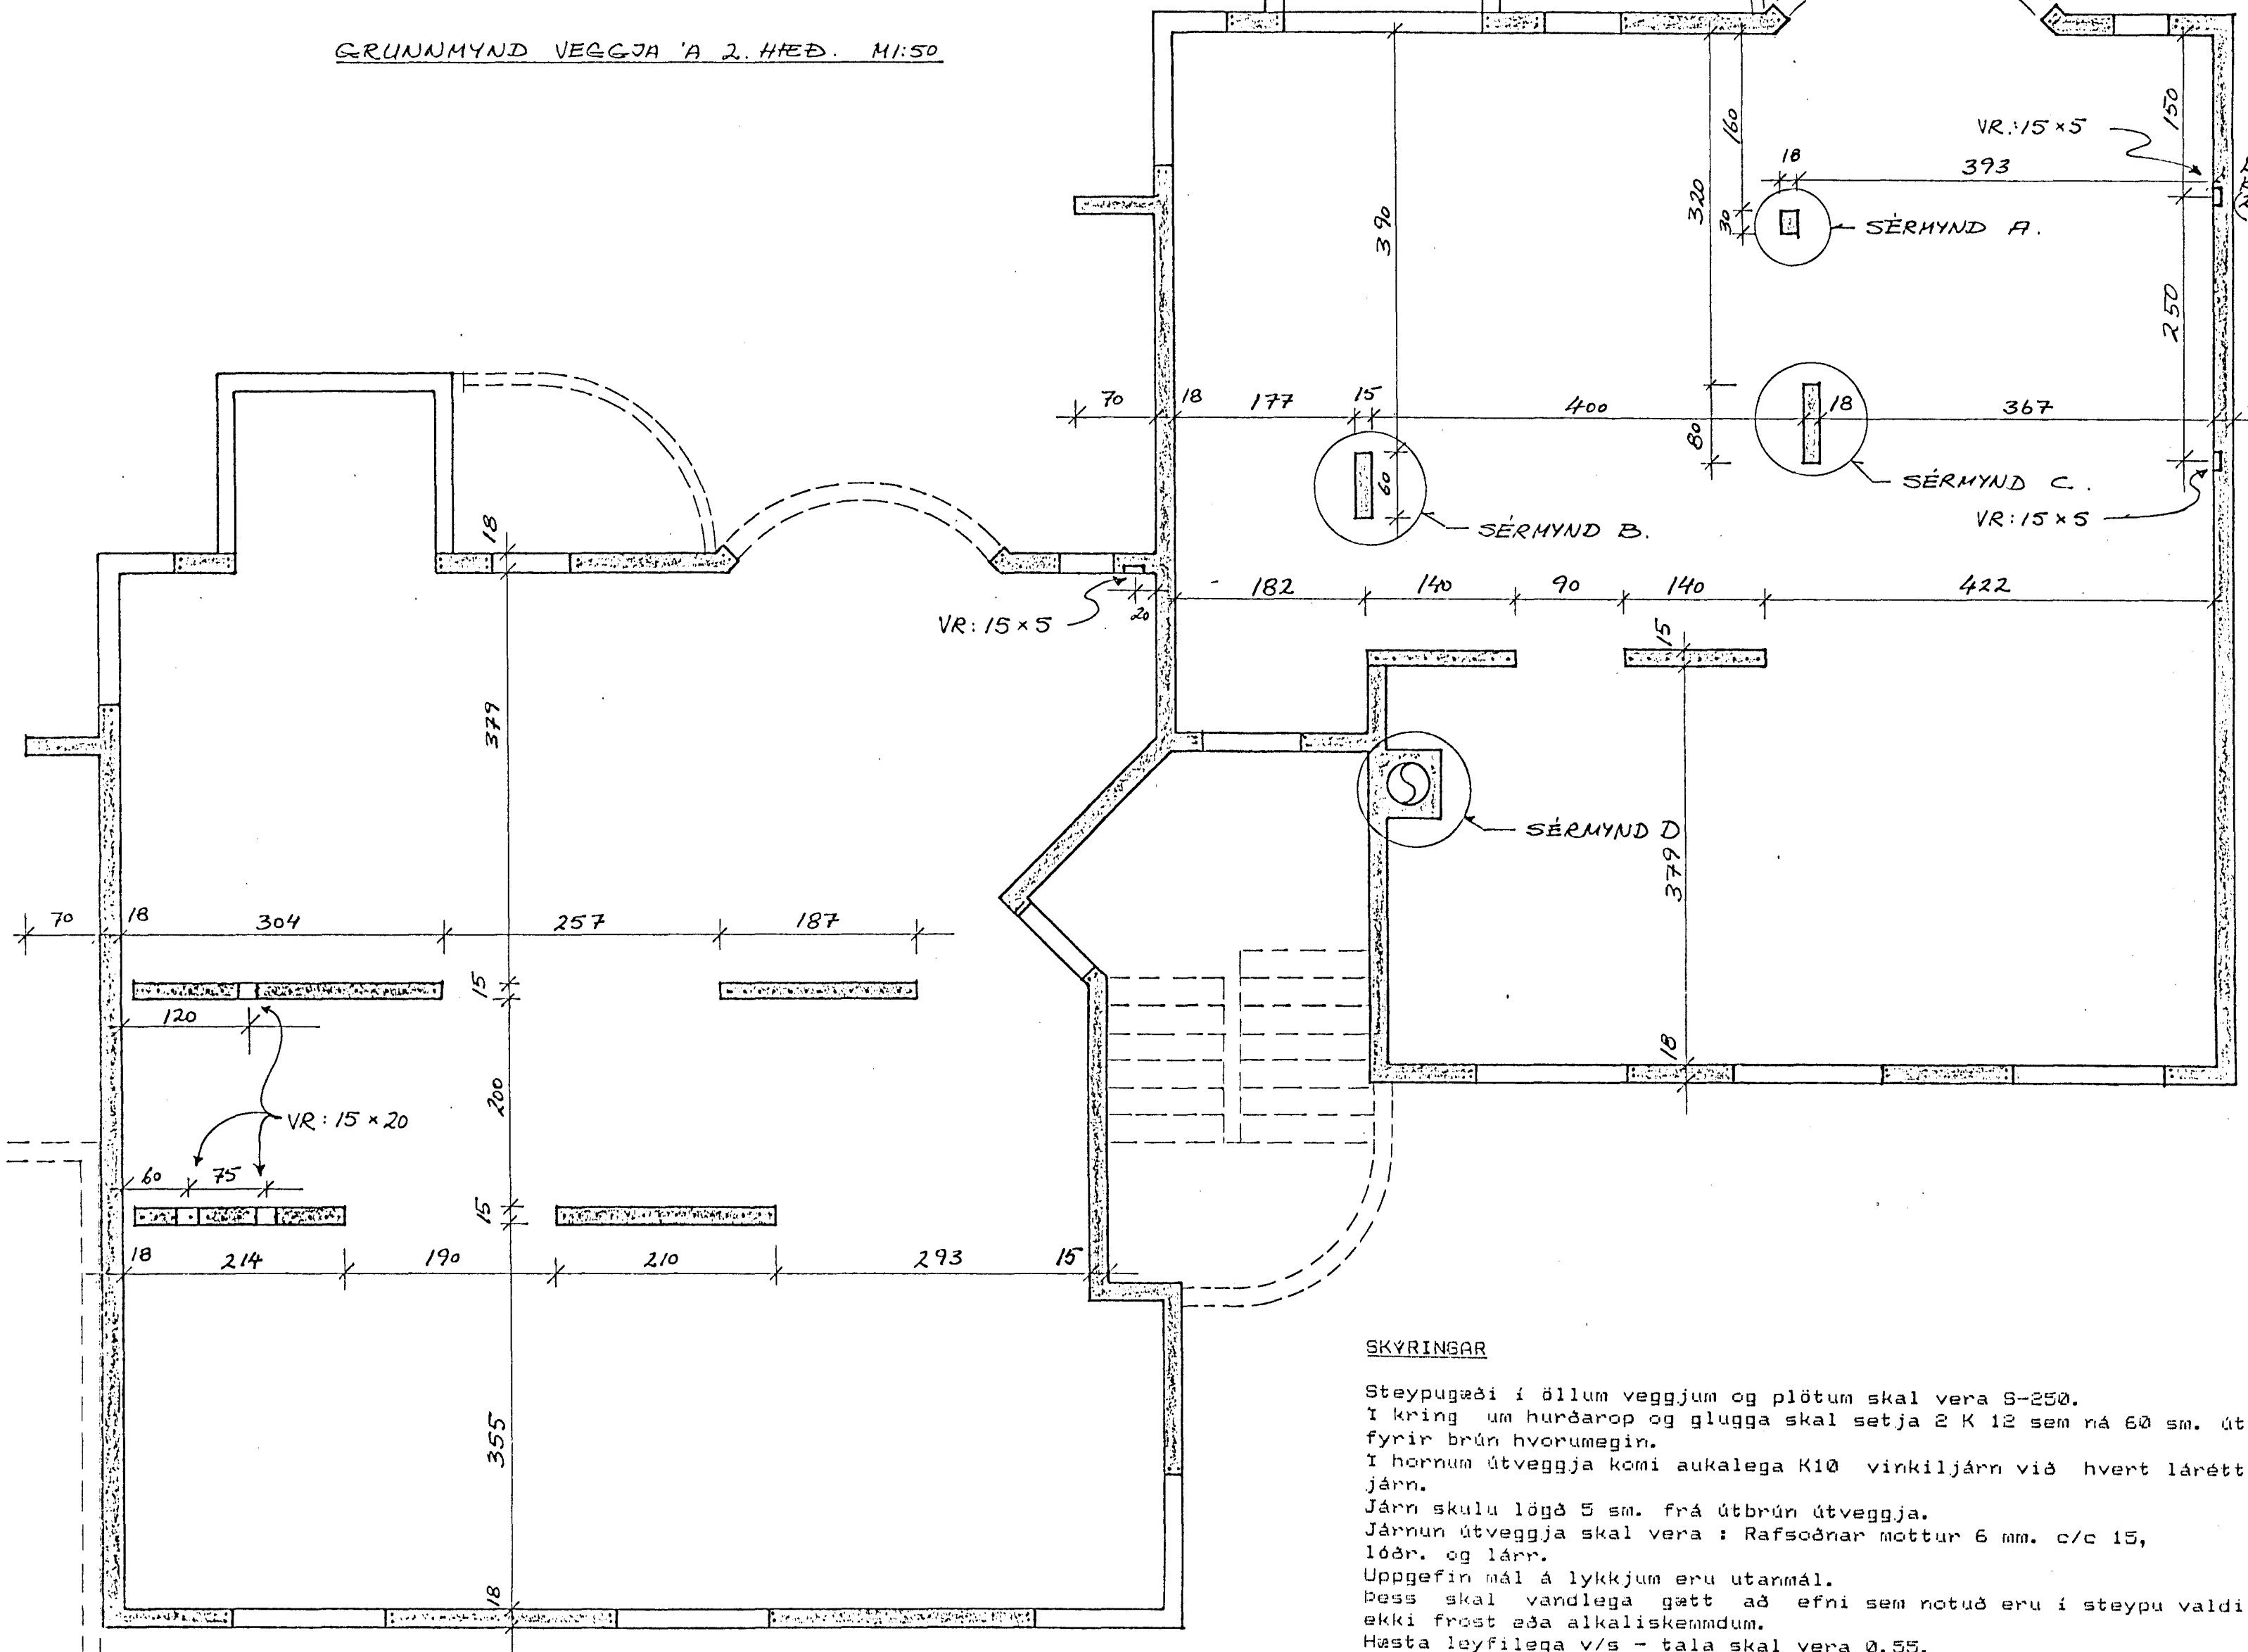 GRUNNMYND VEGGJA Á 2. HÆÐ. M1:50
160
150
VR.:15×5
18
393
390
320
30
SÉRMYND A.
250
70
18
177
15
400
18
367
80
60
SÉRMYND C.
SÉRMYND B.
VR:15×5
18
182
140
90
140
422
VR:15×5
20
15
379
SÉRMYND D
379
70
18
304
257
187
15
120
18
200
VR:15×20
60
75
15
18
214
190
210
293
15
355
18
SKÝRINGAR
Steypugæði í öllum veggjum og plötum skal vera S-250.
Í kring um hurðarop og glugga skal setja 2 K 12 sem ná 60 sm. út
fyrir brún hvorumegin.
Í hornum útveggja komi aukalega K10 vinkiljárn við hvert lárétt
járn.
Járn skulu lögð 5 sm. frá útbrún útveggja.
Járnun útveggja skal vera : Rafsoðnar mottur 6 mm. c/c 15,
lóðr. og lárr.
Uppgefin mál á lykkjum eru utanmál.
Þess skal vandlega gætt að efni sem notuð eru í steypu valdi
ekki frost eða alkaliskemmdum.
Hæsta leyfilega v/s - tala skal vera 0.55.